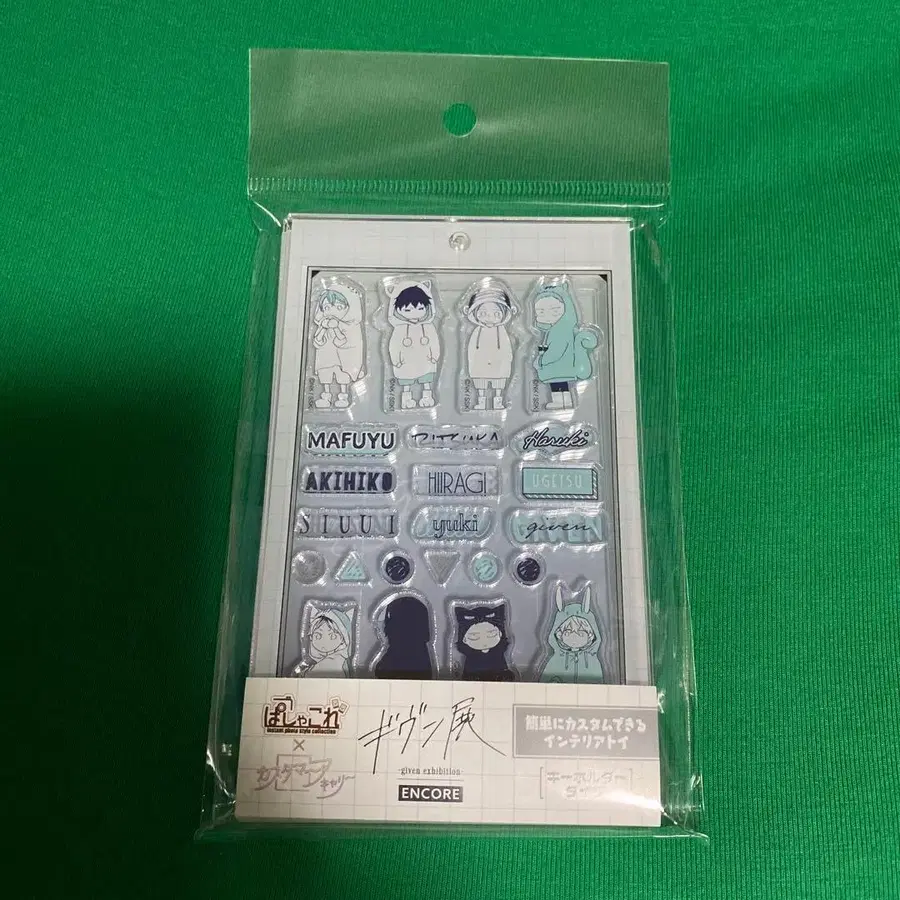 MAFUYU
RITSUKA
Haruki
AKIHIKO
HIIRAGI
UGETSU
yuki
given
ぱしゃこれ
instant photo style collection
×
カスタマイア
キャリー
ギヴン展
-given exhibition-
ENCORE
簡単にカスタムできる
インテリアトイ
[キーホルダー
タイプ]